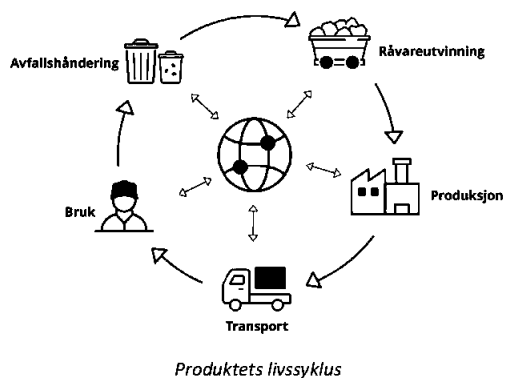 Avfallshåndering
Råvareutvinning
Produksjon
Bruk
Transport
Produktets livssyklus